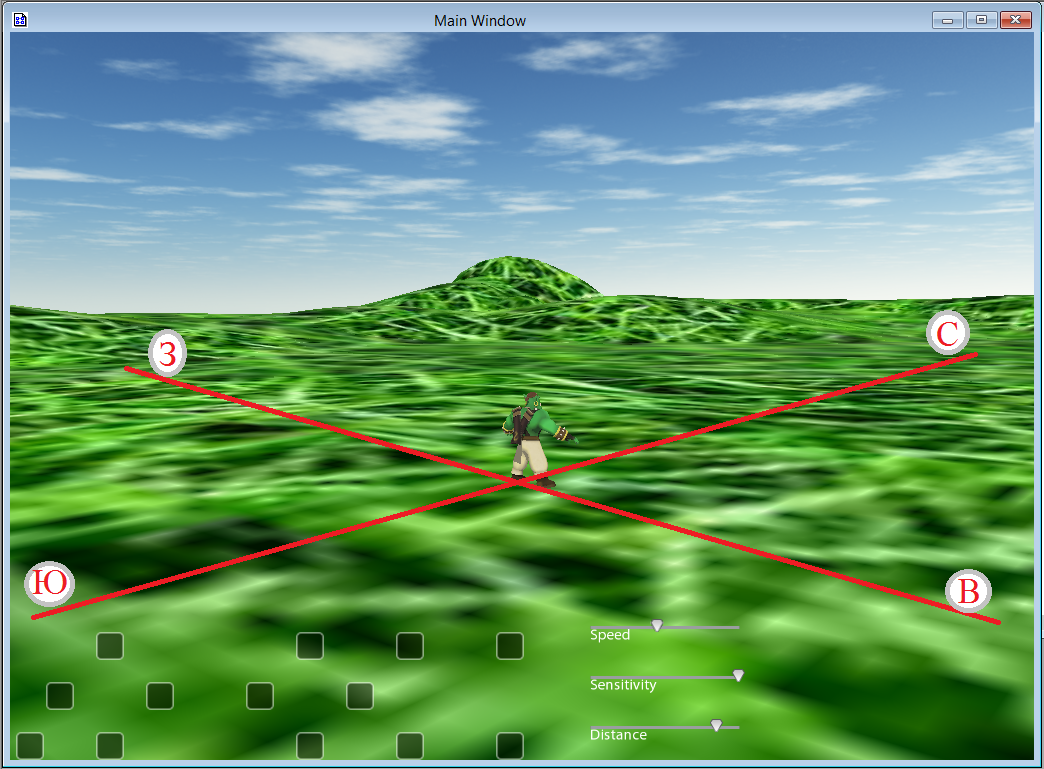 Main Window
З
С
Ю
В
Speed
Sensitivity
Distance